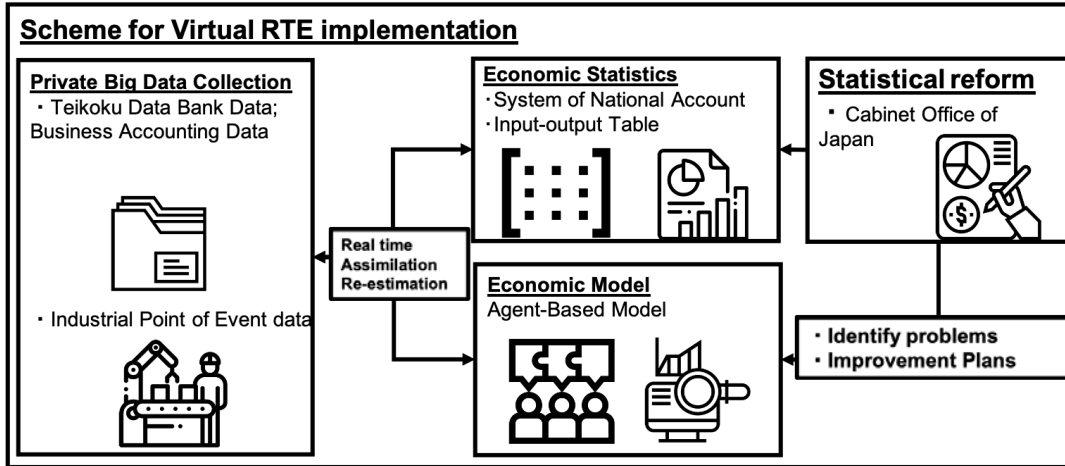 Scheme for Virtual RTE implementation
Private Big Data Collection
・Teikoku Data Bank Data;
Business Accounting Data
・Industrial Point of Event data
Real time
Assimilation
Re-estimation
Economic Statistics
・System of National Account
・Input-output Table
Economic Model
Agent-Based Model
Statistical reform
・Cabinet Office of
Japan
$
・Identify problems
・Improvement Plans